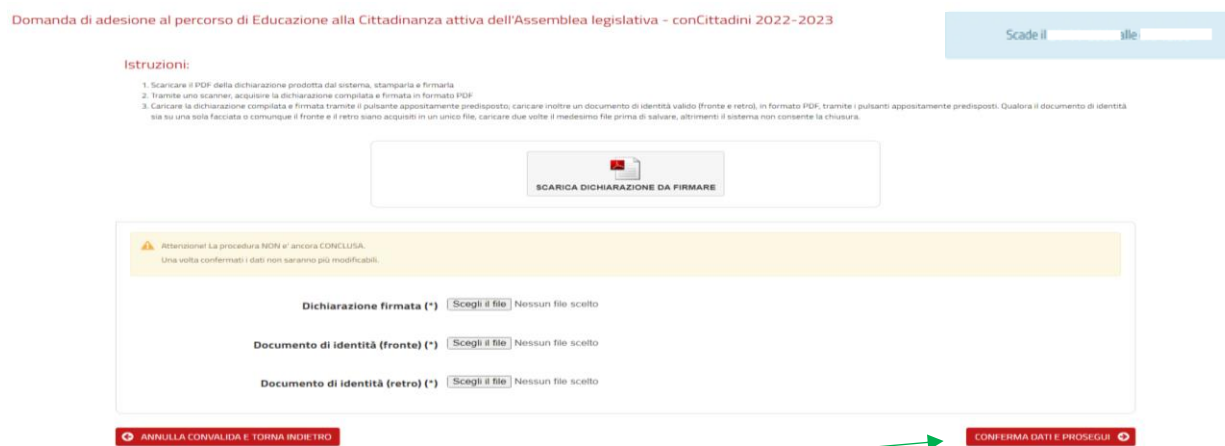 Domanda di adesione al percorso di Educazione alla Cittadinanza attiva dell'Assemblea legislativa - conCittadini 2022-2023
Scade il alle
Istruzioni:
1. Scaricare il PDF della dichiarazione prodotta dal sistema, stamparla e firmarla
2. Tramite uno scanner, acquisire la dichiarazione compilata e firmata in formato PDF
3. Caricare la dichiarazione compilata e firmata tramite il pulsante appositamente predisposto; caricare inoltre un documento di identità valido (fronte e retro), in formato PDF, tramite i pulsanti appositamente predisposti. Qualora il documento di identità
sia su una sola facciata o comunque il fronte e il retro siano acquisiti in un unico file, caricare due volte il medesimo file prima di salvare, altrimenti il sistema non consente la chiusura.
SCARICA DICHIARAZIONE DA FIRMARE
Attenzione! La procedura NON e' ancora CONCLUSA.
Una volta confermati i dati non saranno più modificabili.
Dichiarazione firmata (*) Scegli il file Nessun file scelto
Documento di identità (fronte) (*) Scegli il file Nessun file scelto
Documento di identità (retro) (*) Scegli il file Nessun file scelto
ANNULLA CONVALIDA E TORNA INDIETRO
CONFERMA DATI E PROSEGUI